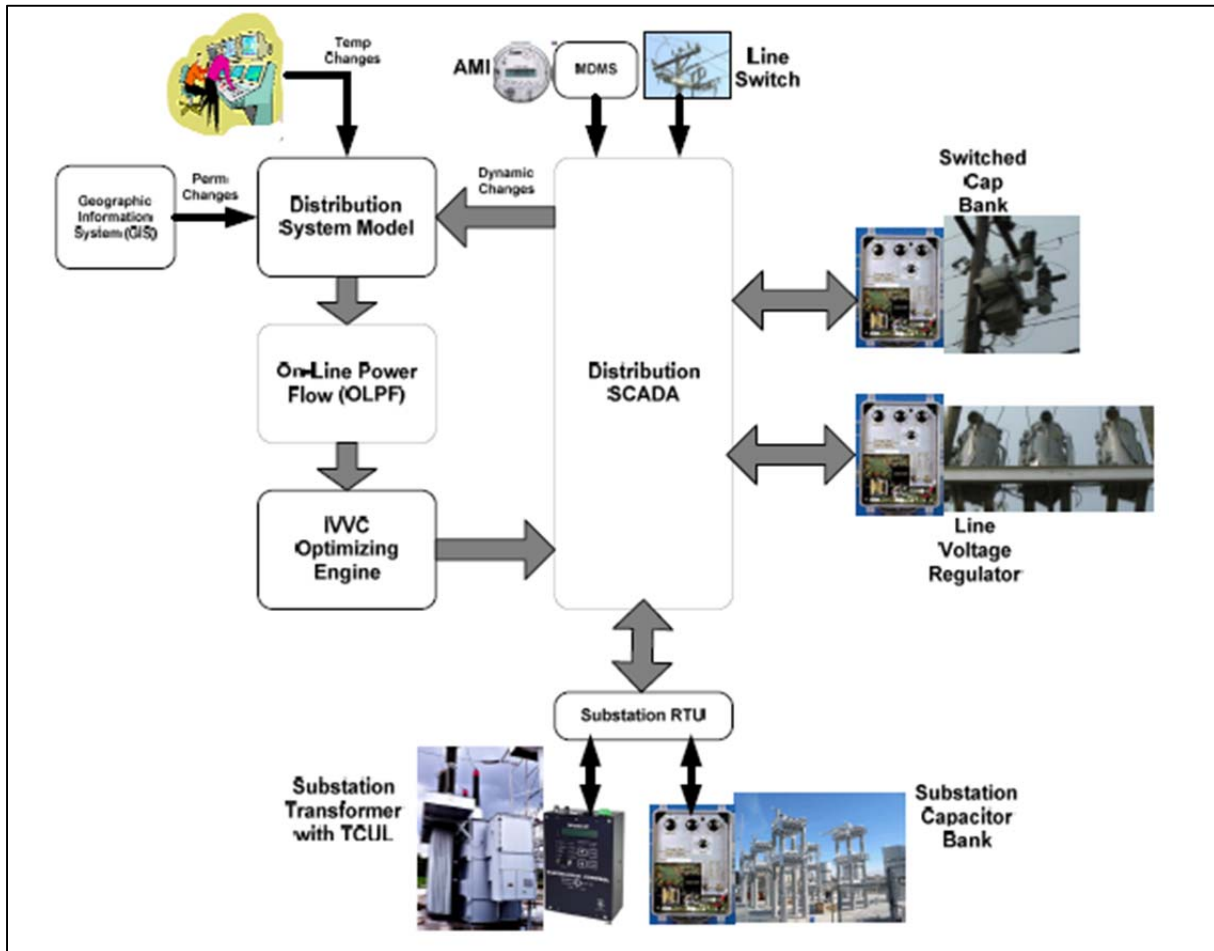 Temp
Changes
AMI
MDMS
Line
Switch
Geographic
Information
System (GIS)
Perm
Changes
Distribution
System Model
Dynamic
Changes
Switched
Cap
Bank
On-Line Power
Flow (OLPF)
Distribution
SCADA
IVVC
Optimizing
Engine
Line
Voltage
Regulator
Substation RTU
Substation
Transformer
with TCUL
Substation
Capacitor
Bank